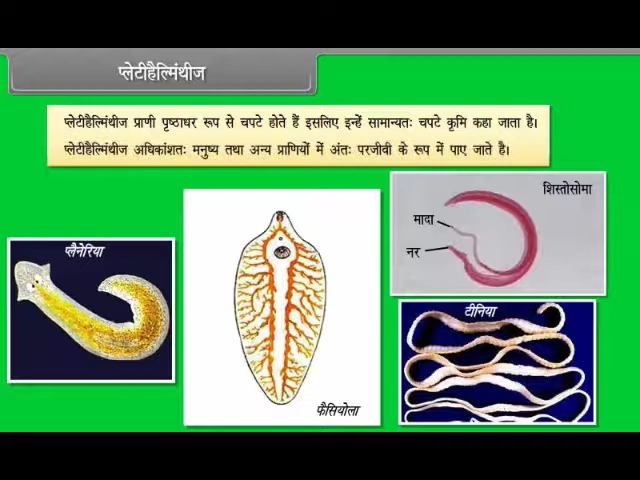 प्लेटीहैल्मिंथीज
प्लेटीहैल्मिंथीज प्राणी पृष्ठाधर रूप से चपटे होते हैं इसलिए इन्हें सामान्यतः चपटे कृमि कहा जाता है।
प्लेटीहैल्मिंथीज अधिकांशतः मनुष्य तथा अन्य प्राणियों में अंतः परजीवी के रूप में पाए जाते है।
शिस्तोसोमा
मादा
नर
प्लैनेरिया
टीनिया
फैसियोला